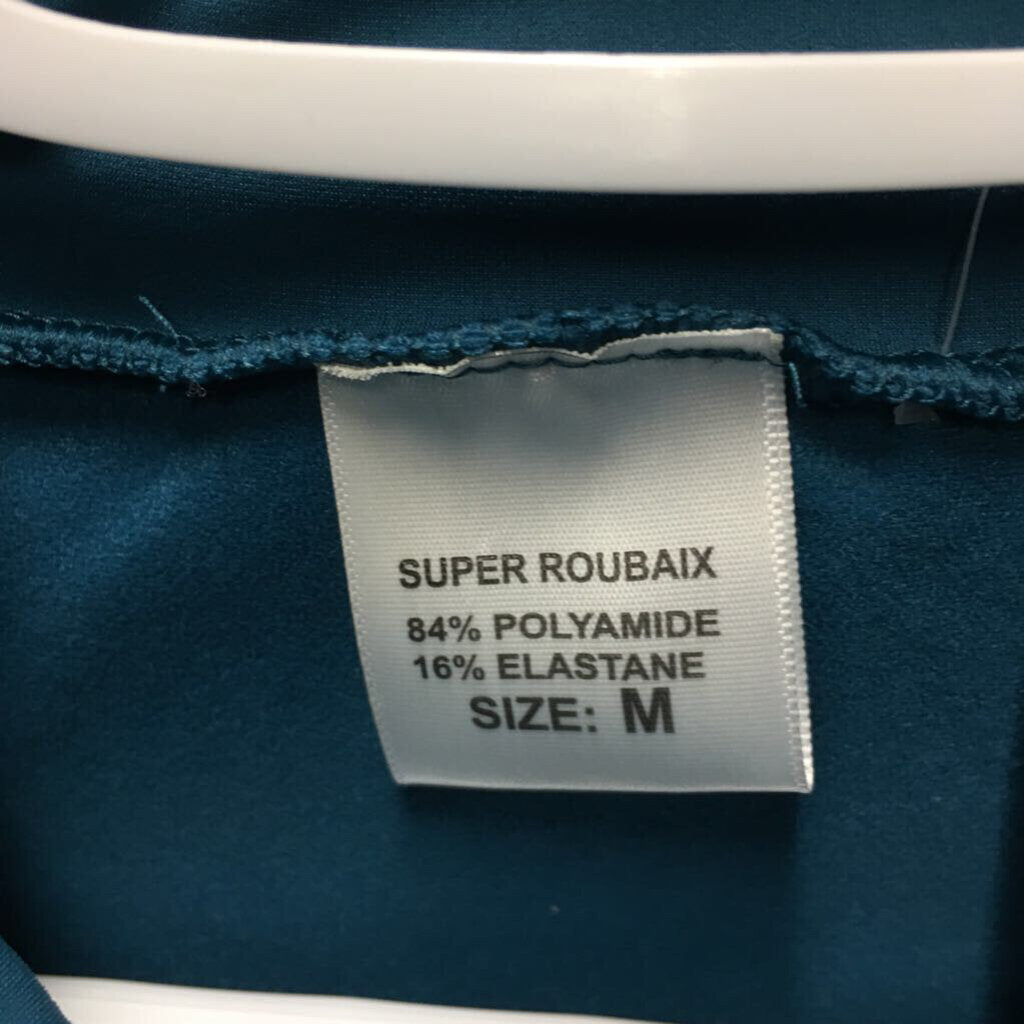 SUPER ROUBAIX
84% POLYAMIDE
16% ELASTANE
SIZE: M